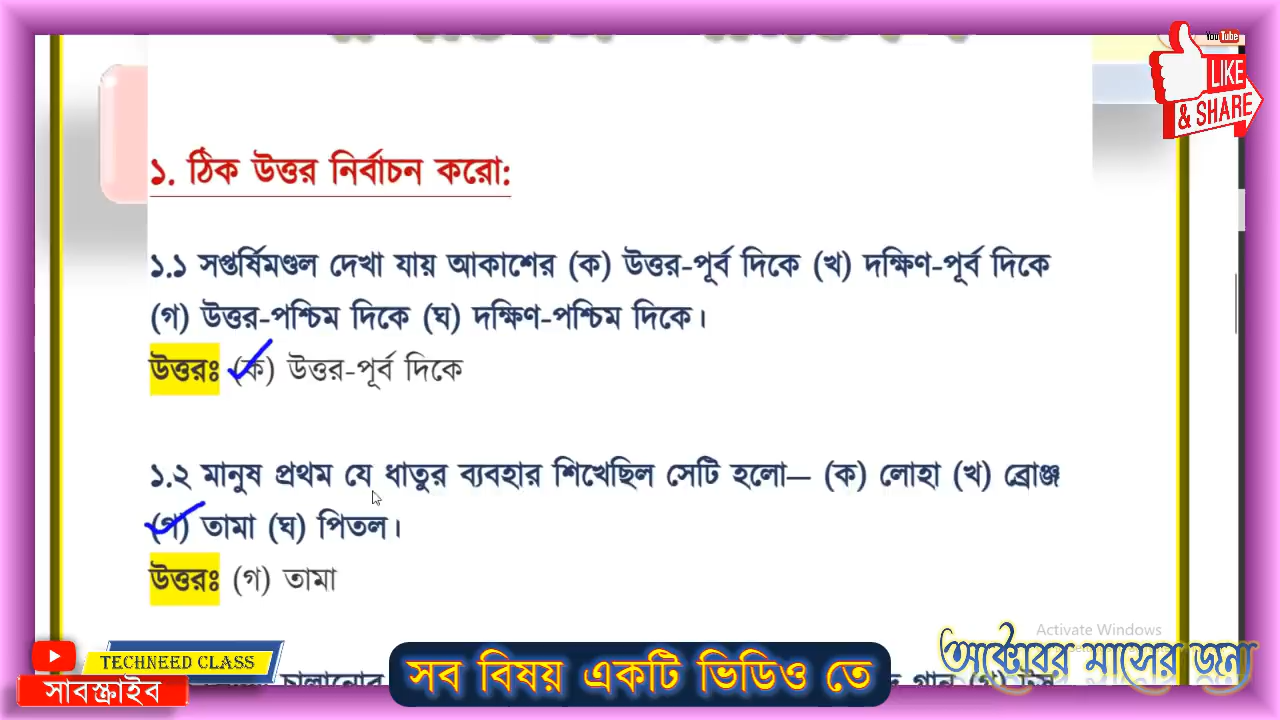 YouTube
LIKE
& SHARE
১. ঠিক উত্তর নির্বাচন করো:
১.১ সপ্তর্ষিমণ্ডল দেখা যায় আকাশের (ক) উত্তর-পূর্ব দিকে (খ) দক্ষিণ-পূর্ব দিকে
(গ) উত্তর-পশ্চিম দিকে (ঘ) দক্ষিণ-পশ্চিম দিকে।
উত্তরঃ (ক) উত্তর-পূর্ব দিকে
১.২ মানুষ প্রথম যে ধাতুর ব্যবহার শিখেছিল সেটি হলো— (ক) লোহা (খ) ব্রোঞ্জ
(গ) তামা (ঘ) পিতল।
উত্তরঃ (গ) তামা
Activate Windows
TECHNEED CLASS
সাবস্ক্রাইব
সব বিষয় একটি ভিডিও তে
অক্টোবর মাসের জন্য
চালানোর গান (গ)